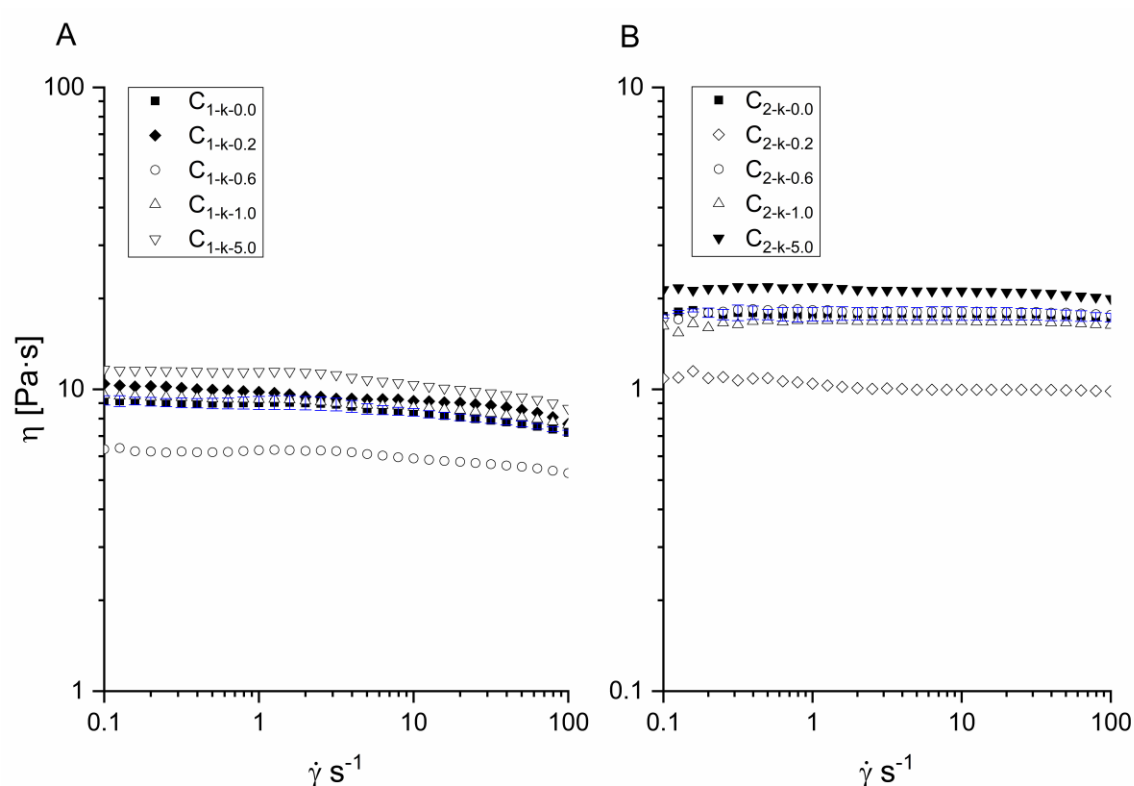 A
100
10
1
η [Pa·s]
C1-k-0.0
C1-k-0.2
C1-k-0.6
C1-k-1.0
C1-k-5.0
0.1 1 10 100
γ̇ s-1
B
10
1
0.1
C2-k-0.0
C2-k-0.2
C2-k-0.6
C2-k-1.0
C2-k-5.0
0.1 1 10 100
γ̇ s-1